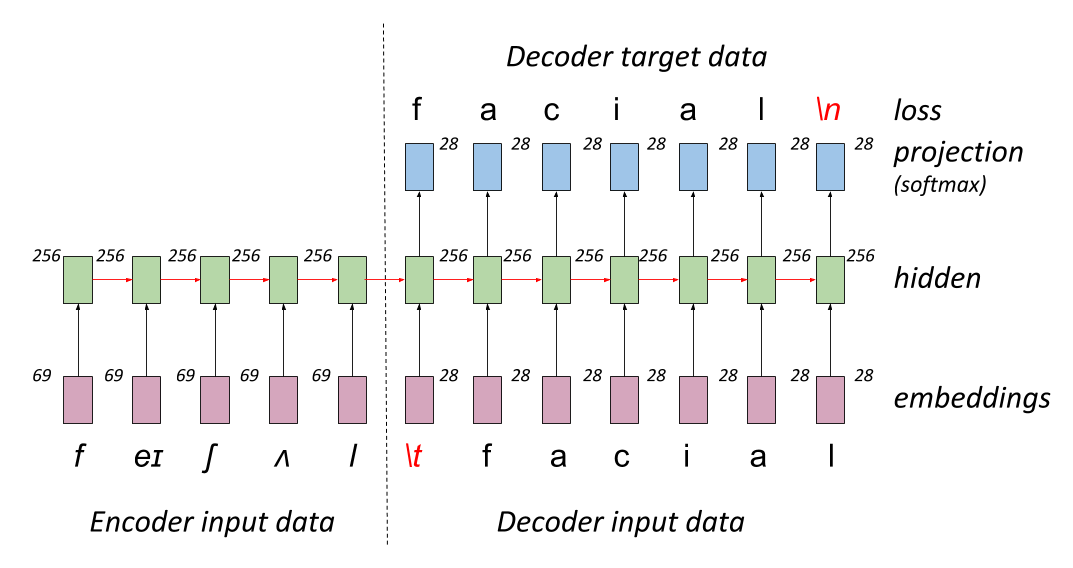 Decoder target data
f a c i a l \n loss
28 28 28 28 28 28 28 projection
(softmax)
256 256 256 256 256 256 256 256 256 256 256 256 hidden
69 69 69 69 69 28 28 28 28 28 28 28 embeddings
f eɪ ʃ ʌ l \t f a c i a l
Encoder input data Decoder input data